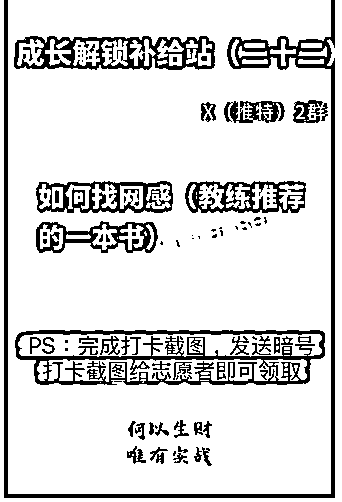 成长解锁补给站（二十二）
X（推特）2群
如何找网感（教练推荐
的一本书）
PS：完成打卡截图，发送暗号
打卡截图给志愿者即可领取
何以生财
唯有实战